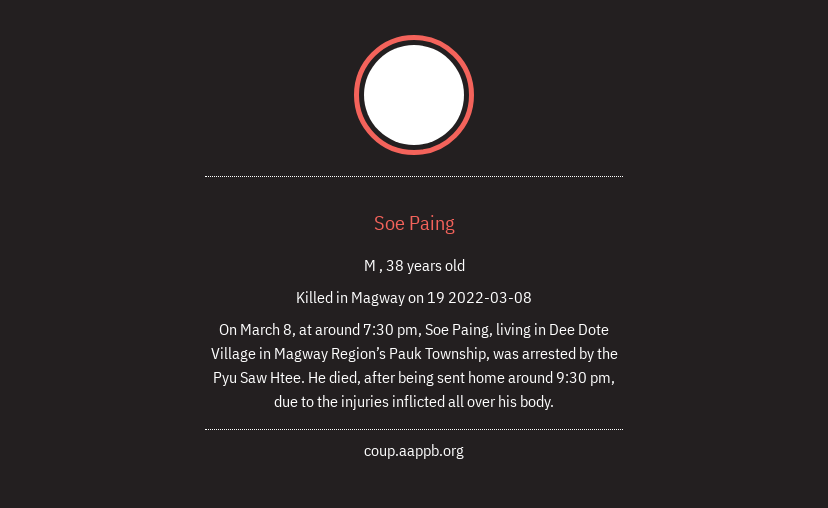 Soe Paing
M , 38 years old
Killed in Magway on 19 2022-03-08
On March 8, at around 7:30 pm, Soe Paing, living in Dee Dote
Village in Magway Region’s Pauk Township, was arrested by the
Pyu Saw Htee. He died, after being sent home around 9:30 pm,
due to the injuries inflicted all over his body.
coup.aappb.org